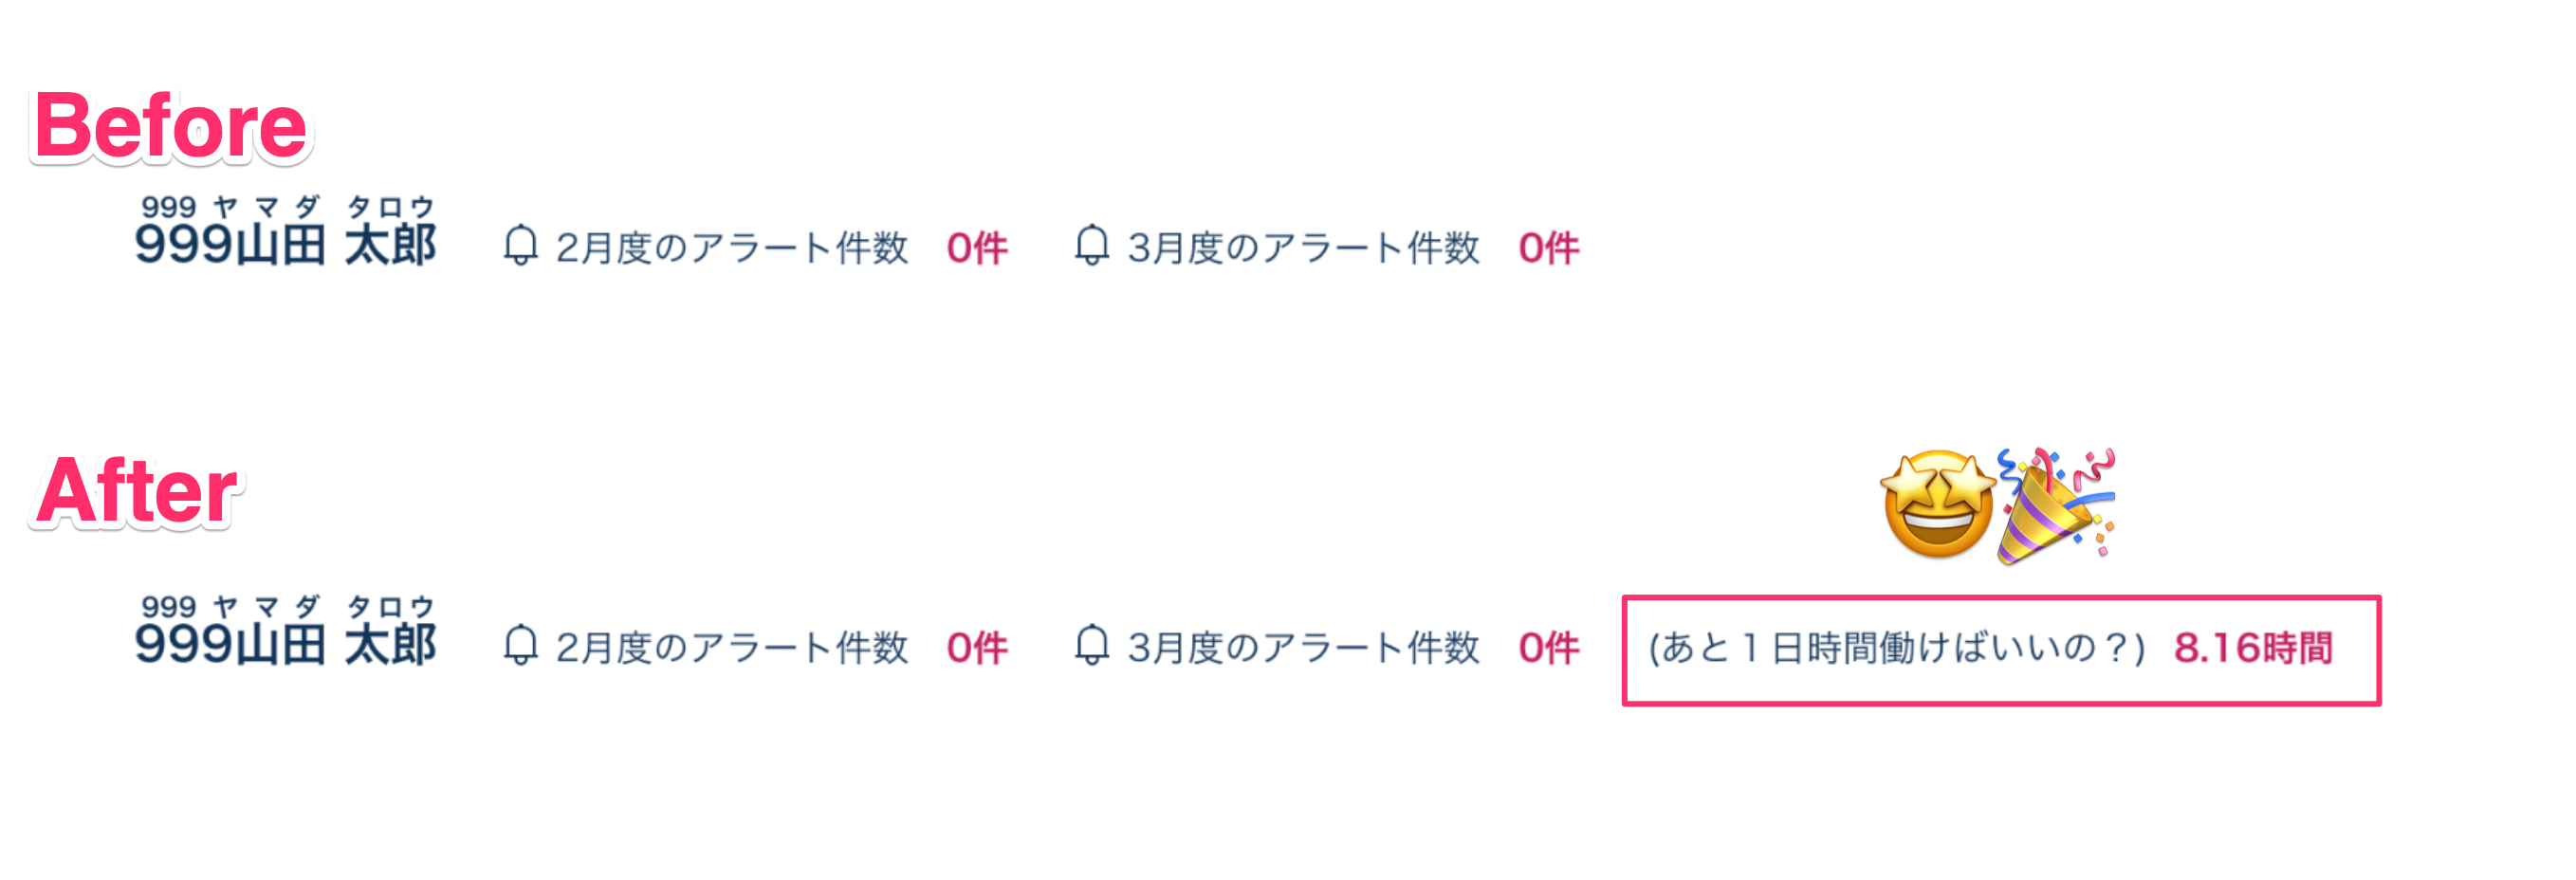 Before
999 ヤマダ タロウ
999山田 太郎 2月度のアラート件数 0件 3月度のアラート件数 0件
After
999 ヤマダ タロウ
999山田 太郎 2月度のアラート件数 0件 3月度のアラート件数 0件 (あと１日時間働けばいいの？) 8.16時間